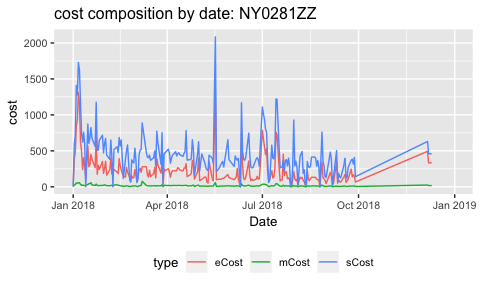 cost composition by date: NY0281ZZ
2000
1500
1000
500
0
cost
Jan 2018
Apr 2018
Jul 2018
Oct 2018
Jan 2019
Date
type
eCost
mCost
sCost